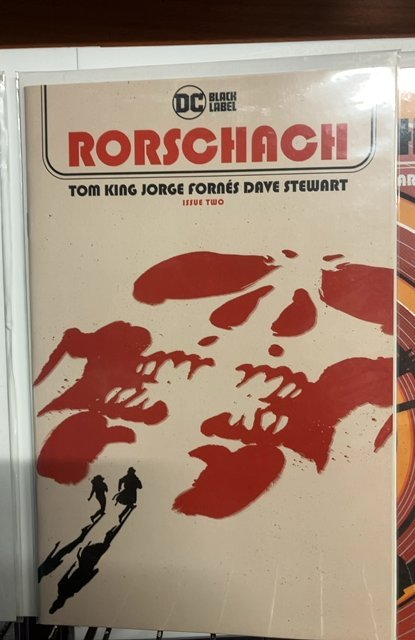 DC BLACK
LABEL
RORSCHACH
TOM KING JORGE FORNÉS DAVE STEWART
ISSUE TWO